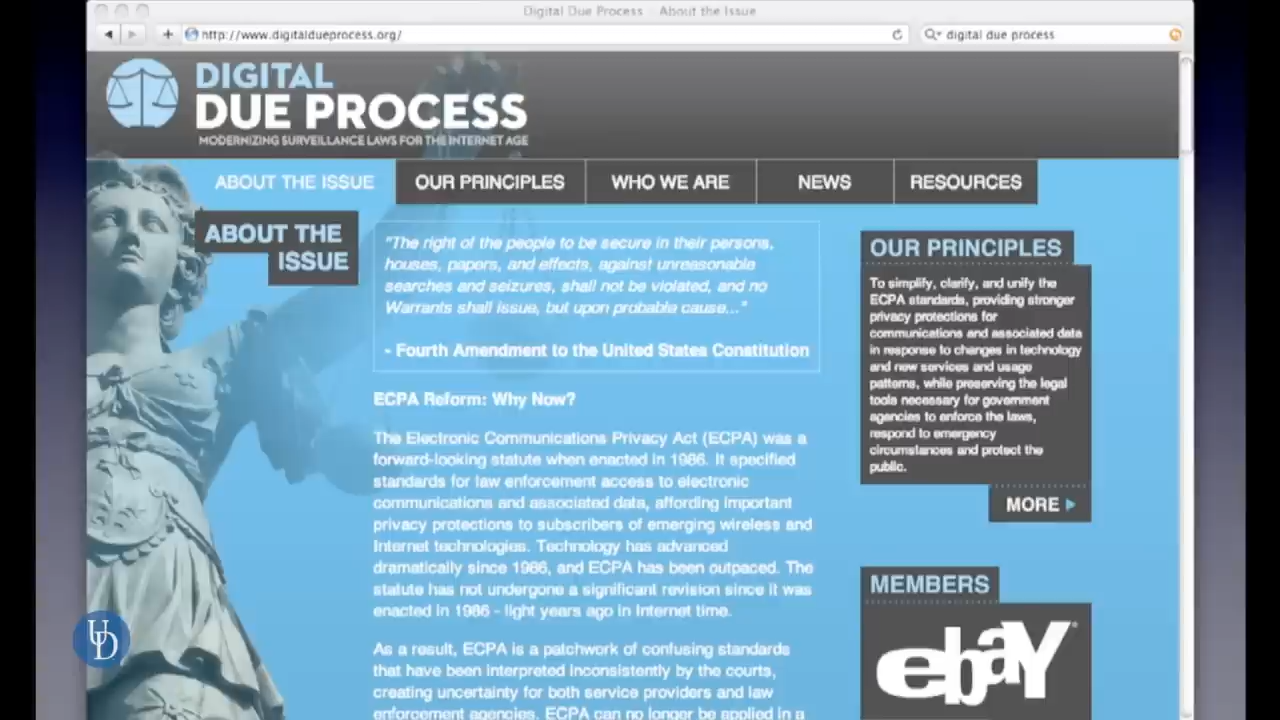 Digital Due Process – About the Issue
http://www.digitaldueprocess.org/
digital due process
DIGITAL
DUE PROCESS
MODERNIZING SURVEILLANCE LAWS FOR THE INTERNET AGE
ABOUT THE ISSUE
OUR PRINCIPLES
WHO WE ARE
NEWS
RESOURCES
ABOUT THE
ISSUE
"The right of the people to be secure in their persons,
houses, papers, and effects, against unreasonable
searches and seizures, shall not be violated, and no
Warrants shall issue, but upon probable cause..."
- Fourth Amendment to the United States Constitution
ECPA Reform: Why Now?
The Electronic Communications Privacy Act (ECPA) was a
forward-looking statute when enacted in 1986. It specified
standards for law enforcement access to electronic
communications and associated data, affording important
privacy protections to subscribers of emerging wireless and
Internet technologies. Technology has advanced
dramatically since 1986, and ECPA has been outpaced. The
statute has not undergone a significant revision since it was
enacted in 1986 - light years ago in Internet time.
As a result, ECPA is a patchwork of confusing standards
that have been interpreted inconsistently by the courts,
creating uncertainty for both service providers and law
enforcement agencies. ECPA can no longer be applied in a
OUR PRINCIPLES
To simplify, clarify, and unify the
ECPA standards, providing stronger
privacy protections for
communications and associated data
in response to changes in technology
and new services and usage
patterns, while preserving the legal
tools necessary for government
agencies to enforce the laws,
respond to emergency
circumstances and protect the
public.
MORE
MEMBERS
ebaY
UD